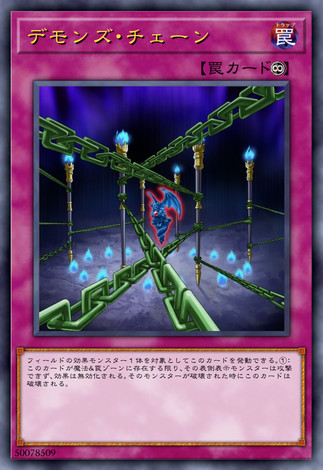 デモンズ・チェーン
トラップ
罠
【罠カード♾】
フィールドの効果モンスター１体を対象としてこのカードを発動できる。①：
このカードが魔法&罠ゾーンに存在する限り、その表側表示モンスターは攻撃
できず、効果は無効化される。そのモンスターが破壊された時にこのカードは
破壊される。
50078509